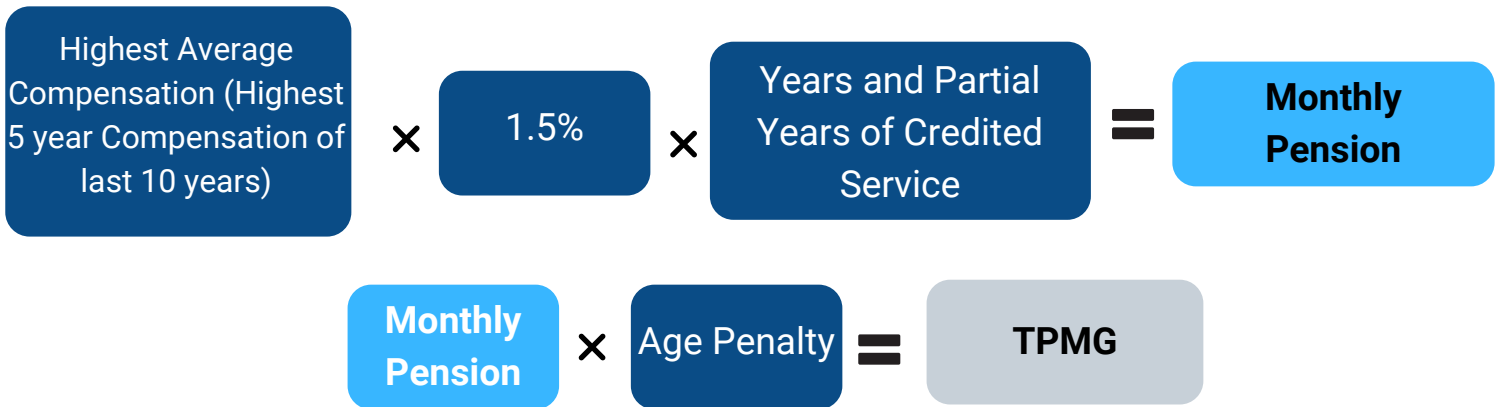 Highest Average
Compensation (Highest
5 year Compensation of
last 10 years)
×
1.5%
×
Years and Partial
Years of Credited
Service
=
Monthly
Pension
Monthly
Pension
×
Age Penalty
=
TPMG